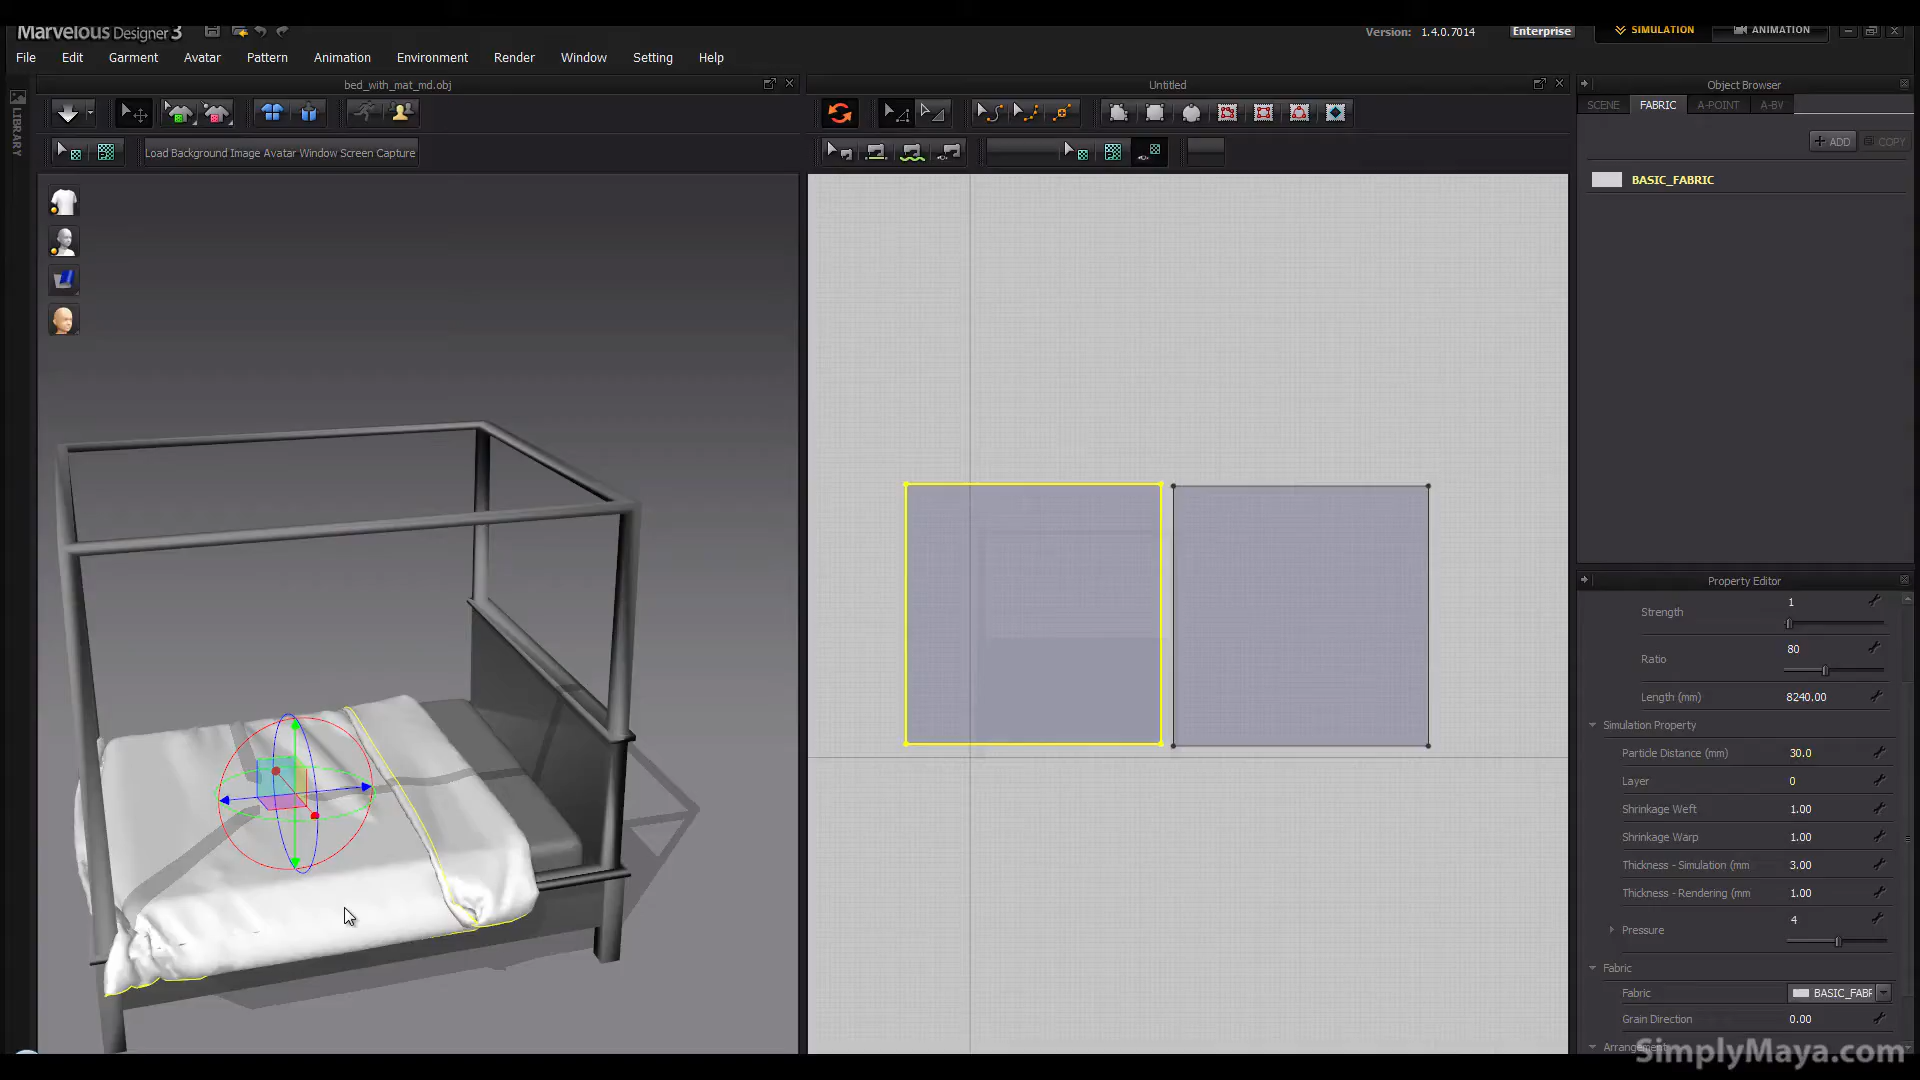 Marvelous Designer 3
Version: 1.4.0.7014
Enterprise
SIMULATION
ANIMATION
File
Edit
Garment
Avatar
Pattern
Animation
Environment
Render
Window
Setting
Help
bed_with_mat_md.obj
Untitled
Object Browser
SCENE
FABRIC
A-POINT
A-BV
LIBRARY
Load Background Image Avatar Window Screen Capture
ADD
COPY
BASIC_FABRIC
Property Editor
Strength
1
Ratio
80
Length (mm)
8240.00
Simulation Property
Particle Distance (mm)
30.0
Layer
0
Shrinkage Weft
1.00
Shrinkage Warp
1.00
Thickness - Simulation (mm
3.00
Thickness - Rendering (mm
1.00
Pressure
4
Fabric
Fabric
BASIC_FABF
Grain Direction
0.00
SimplyMaya.com